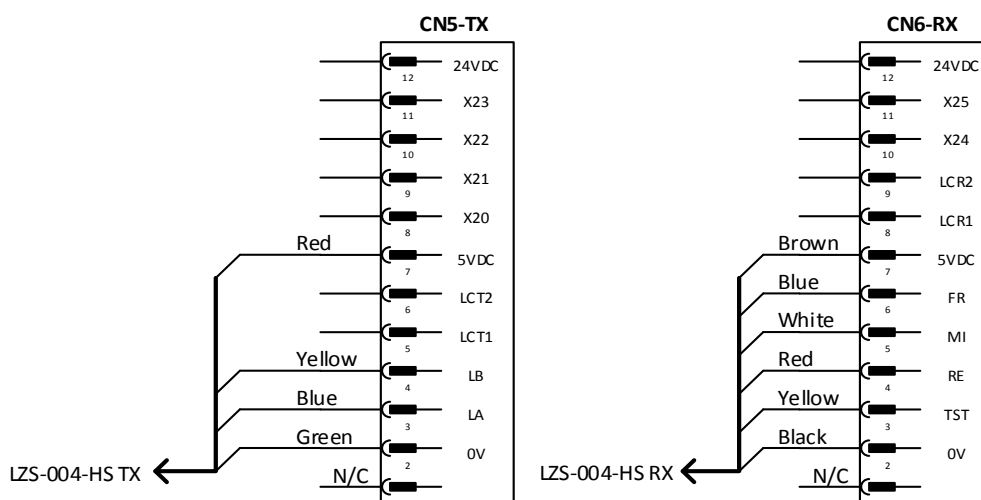 CN5-TX CN6-RX
24VDC 24VDC
12 12
X23 X25
11 11
X22 X24
10 10
X21 LCR2
9 9
X20 LCR1
8 8
Red 5VDC Brown 5VDC
7 7
LCT2 Blue FR
6 6
LCT1 White MI
5 5
Yellow LB Red RE
4 4
Blue LA Yellow TST
3 3
Green 0V Black 0V
2 2
LZS-004-HS TX N/C LZS-004-HS RX N/C